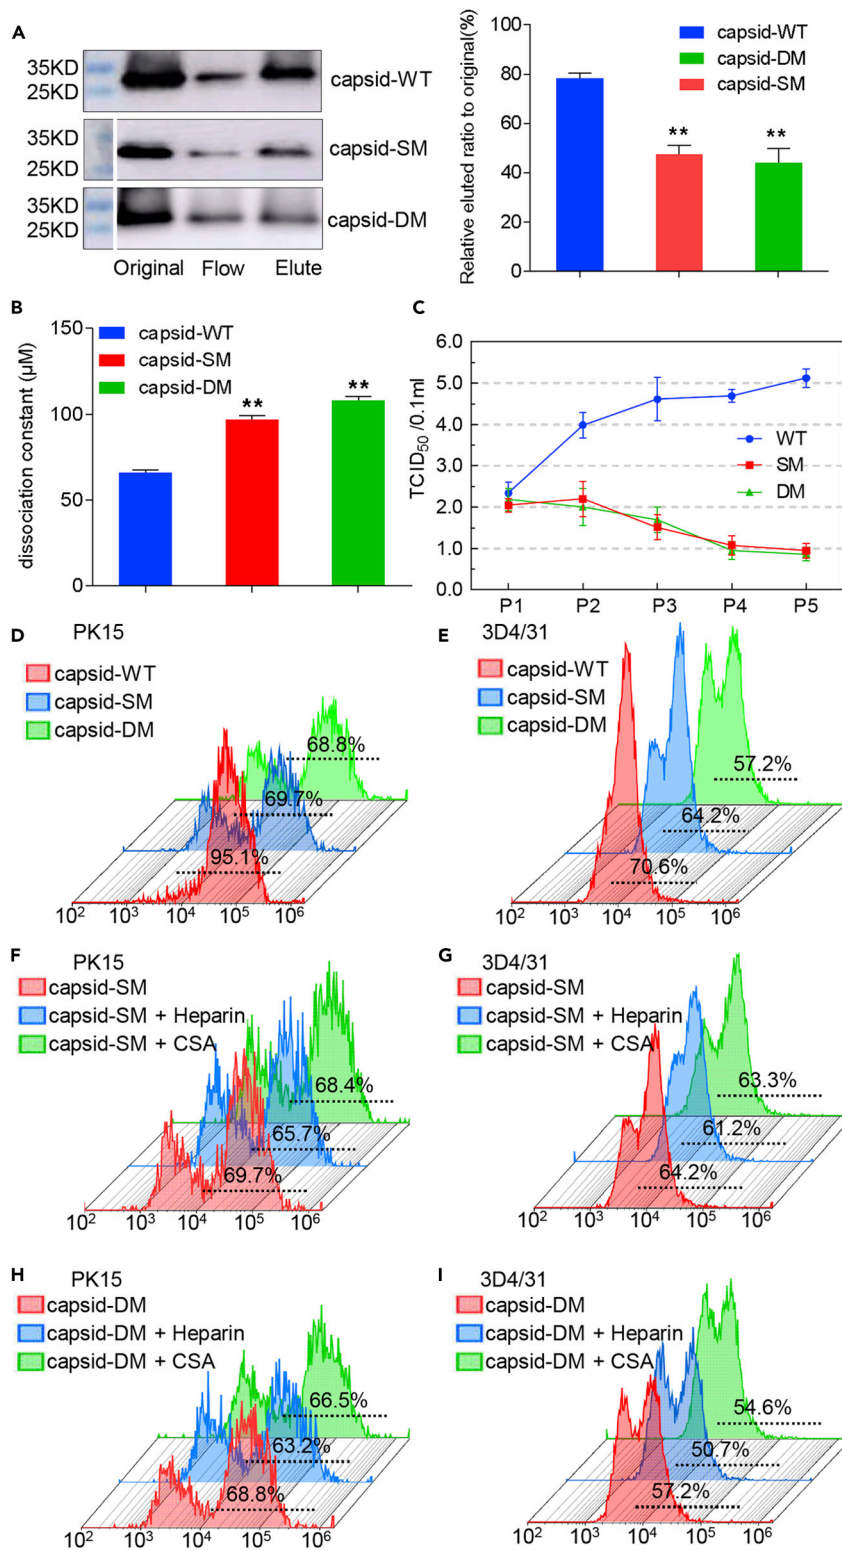 A
35KD
25KD
capsid-WT
35KD
25KD
capsid-SM
35KD
25KD
capsid-DM
Original Flow Elute
Relative eluted ratio to original(%)
100
80
60
40
20
0
capsid-WT
capsid-DM
capsid-SM
**
**
B
dissociation constant (μM)
150
100
50
0
capsid-WT
capsid-SM
capsid-DM
**
**
C
TCID50 /0.1ml
6.0
5.0
4.0
3.0
2.0
1.0
0.0
WT
SM
DM
P1 P2 P3 P4 P5
D
PK15
capsid-WT
capsid-SM
capsid-DM
68.8%
69.7%
95.1%
10^2 10^3 10^4 10^5 10^6
E
3D4/31
capsid-WT
capsid-SM
capsid-DM
57.2%
64.2%
70.6%
10^2 10^3 10^4 10^5 10^6
F
PK15
capsid-SM
capsid-SM + Heparin
capsid-SM + CSA
68.4%
65.7%
69.7%
10^2 10^3 10^4 10^5 10^6
G
3D4/31
capsid-SM
capsid-SM + Heparin
capsid-SM + CSA
63.3%
61.2%
64.2%
10^2 10^3 10^4 10^5 10^6
H
PK15
capsid-DM
capsid-DM + Heparin
capsid-DM + CSA
66.5%
63.2%
68.8%
10^2 10^3 10^4 10^5 10^6
I
3D4/31
capsid-DM
capsid-DM + Heparin
capsid-DM + CSA
54.6%
50.7%
57.2%
10^2 10^3 10^4 10^5 10^6